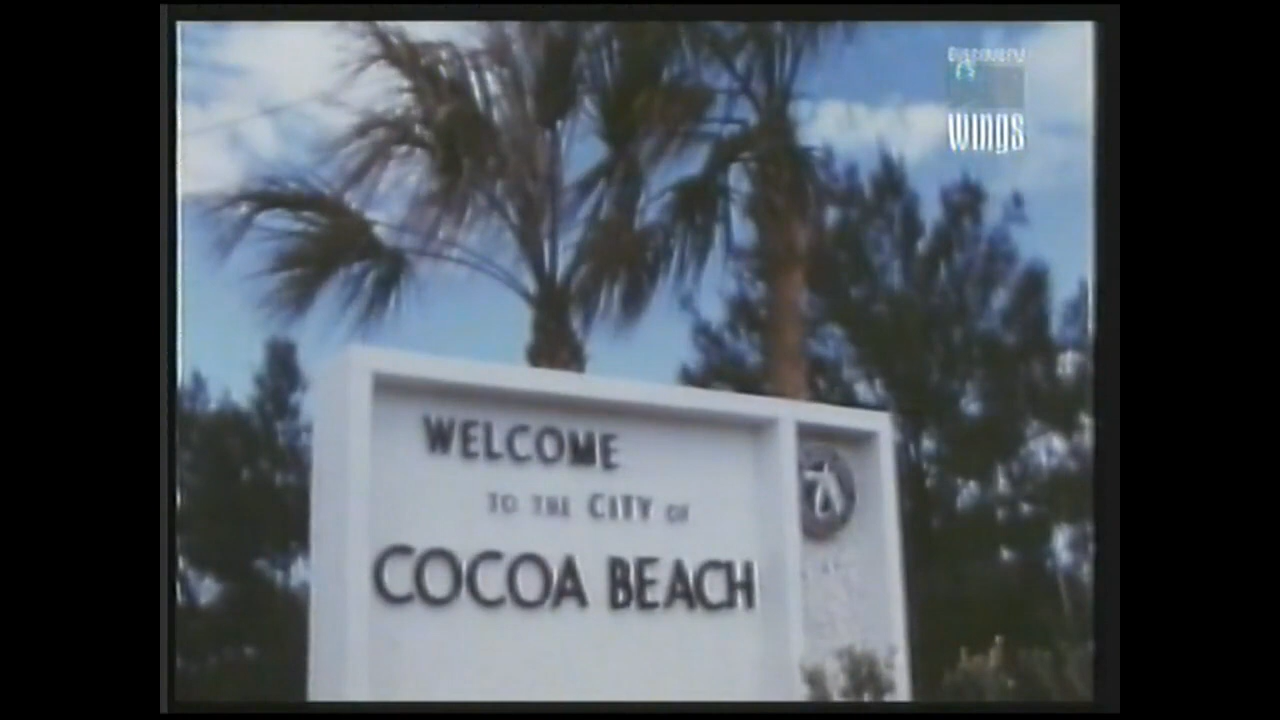 Discovery
Wings
WELCOME
TO THE CITY OF
COCOA BEACH